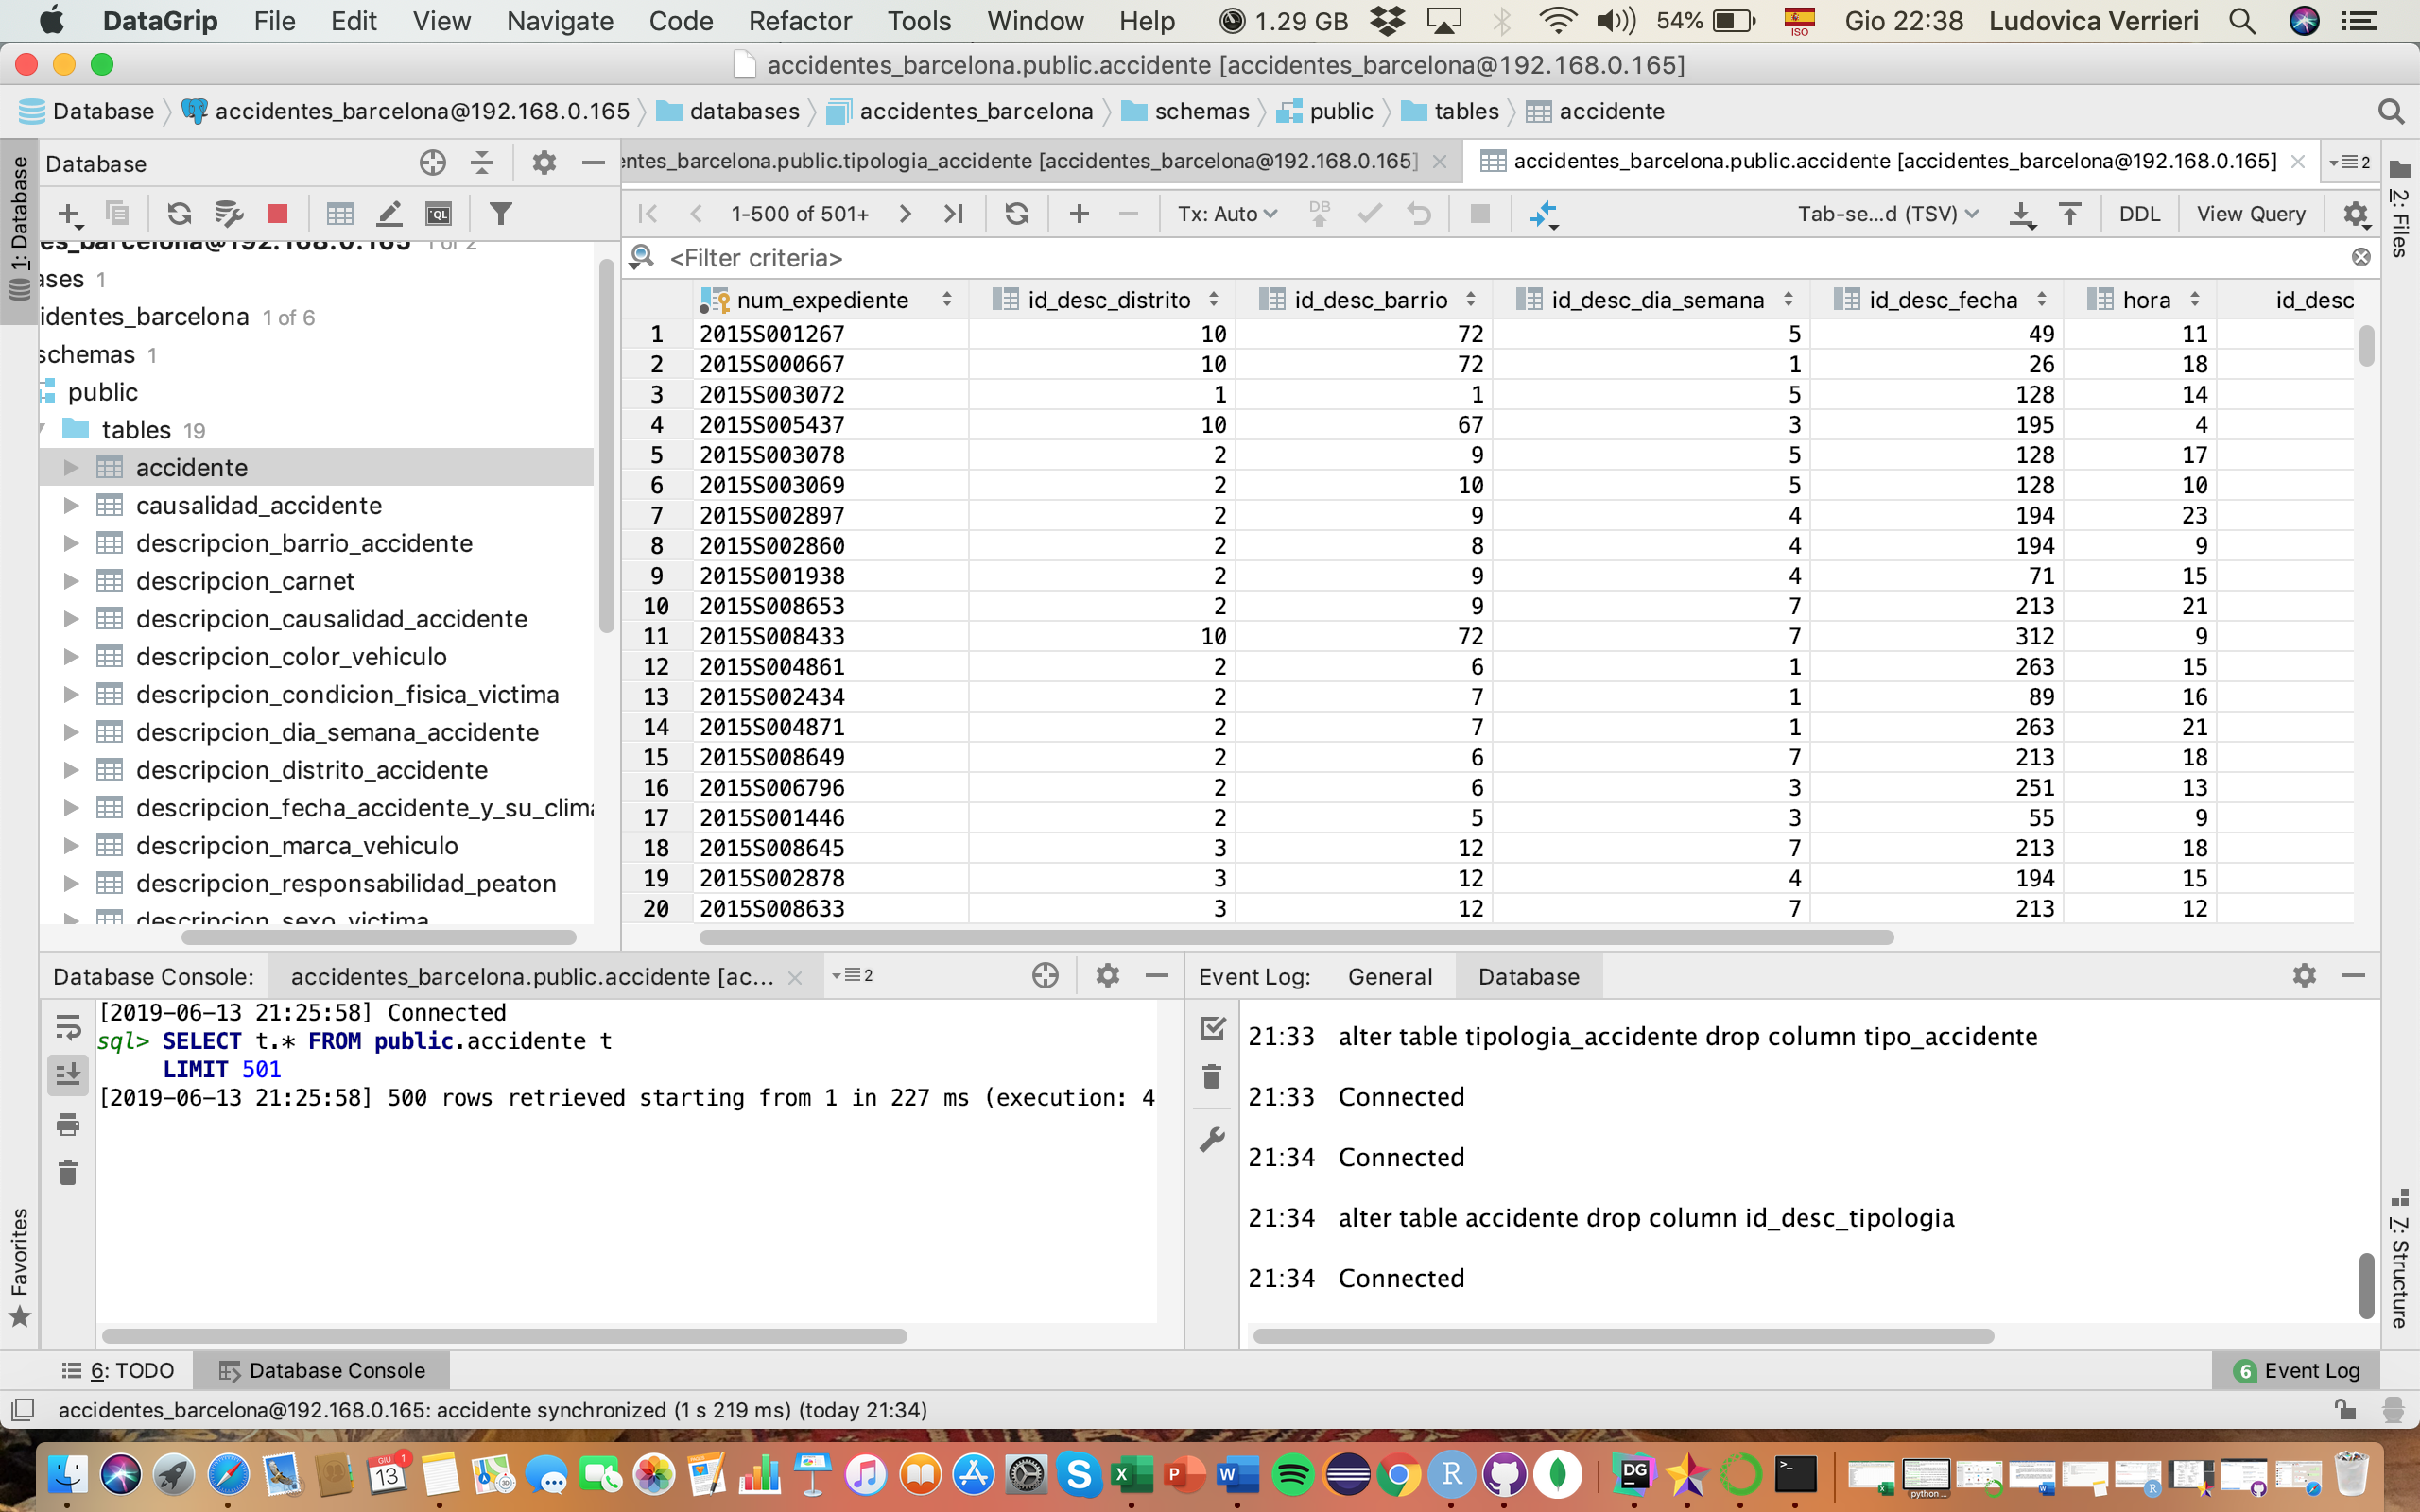 DataGrip File Edit View Navigate Code Refactor Tools Window Help 1.29 GB 54% ISO Gio 22:38 Ludovica Verrieri
accidentes_barcelona.public.accidente [accidentes_barcelona@192.168.0.165]
Database accidentes_barcelona@192.168.0.165 databases accidentes_barcelona schemas public tables accidente
1: Database
Database
entes_barcelona.public.tipologia_accidente [accidentes_barcelona@192.168.0.165] accidentes_barcelona.public.accidente [accidentes_barcelona@192.168.0.165] 2
2: Files
QL
1-500 of 501+ Tx: Auto DB Tab-se...d (TSV) DDL View Query
<Filter criteria>
es_barcelona@192.168.0.165 1 of 2
ases 1
identes_barcelona 1 of 6
schemas 1
public
tables 19
accidente
causalidad_accidente
descripcion_barrio_accidente
descripcion_carnet
descripcion_causalidad_accidente
descripcion_color_vehiculo
descripcion_condicion_fisica_victima
descripcion_dia_semana_accidente
descripcion_distrito_accidente
descripcion_fecha_accidente_y_su_clima
descripcion_marca_vehiculo
descripcion_responsabilidad_peaton
descripcion_sexo_victima
num_expediente id_desc_distrito id_desc_barrio id_desc_dia_semana id_desc_fecha hora id_desc
1 2015S001267 10 72 5 49 11
2 2015S000667 10 72 1 26 18
3 2015S003072 1 1 5 128 14
4 2015S005437 10 67 3 195 4
5 2015S003078 2 9 5 128 17
6 2015S003069 2 10 5 128 10
7 2015S002897 2 9 4 194 23
8 2015S002860 2 8 4 194 9
9 2015S001938 2 9 4 71 15
10 2015S008653 2 9 7 213 21
11 2015S008433 10 72 7 312 9
12 2015S004861 2 6 1 263 15
13 2015S002434 2 7 1 89 16
14 2015S004871 2 7 1 263 21
15 2015S008649 2 6 7 213 18
16 2015S006796 2 6 3 251 13
17 2015S001446 2 5 3 55 9
18 2015S008645 3 12 7 213 18
19 2015S002878 3 12 4 194 15
20 2015S008633 3 12 7 213 12
Database Console: accidentes_barcelona.public.accidente [ac... 2
[2019-06-13 21:25:58] Connected
sql> SELECT t.* FROM public.accidente t
LIMIT 501
[2019-06-13 21:25:58] 500 rows retrieved starting from 1 in 227 ms (execution: 4
Event Log: General Database
21:33 alter table tipologia_accidente drop column tipo_accidente
21:33 Connected
21:34 Connected
21:34 alter table accidente drop column id_desc_tipologia
21:34 Connected
Favorites
7: Structure
6: TODO Database Console 6 Event Log
accidentes_barcelona@192.168.0.165: accidente synchronized (1 s 219 ms) (today 21:34)
GIU 13 1 S X P W R DG >_ python